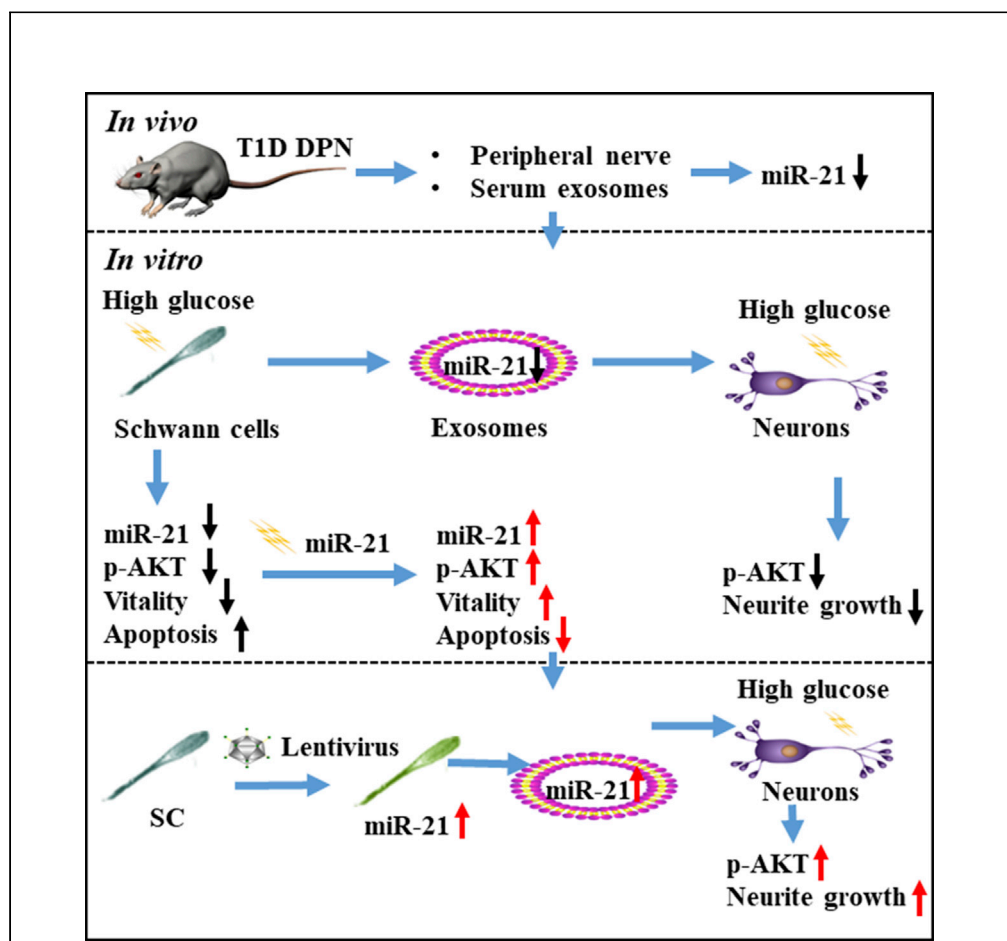 In vivo
T1D DPN
• Peripheral nerve
• Serum exosomes
miR-21
In vitro
High glucose
High glucose
miR-21
Schwann cells
Exosomes
Neurons
miR-21
p-AKT
Vitality
Apoptosis
miR-21
miR-21
p-AKT
Vitality
Apoptosis
p-AKT
Neurite growth
High glucose
Lentivirus
SC
miR-21
miR-21
Neurons
p-AKT
Neurite growth